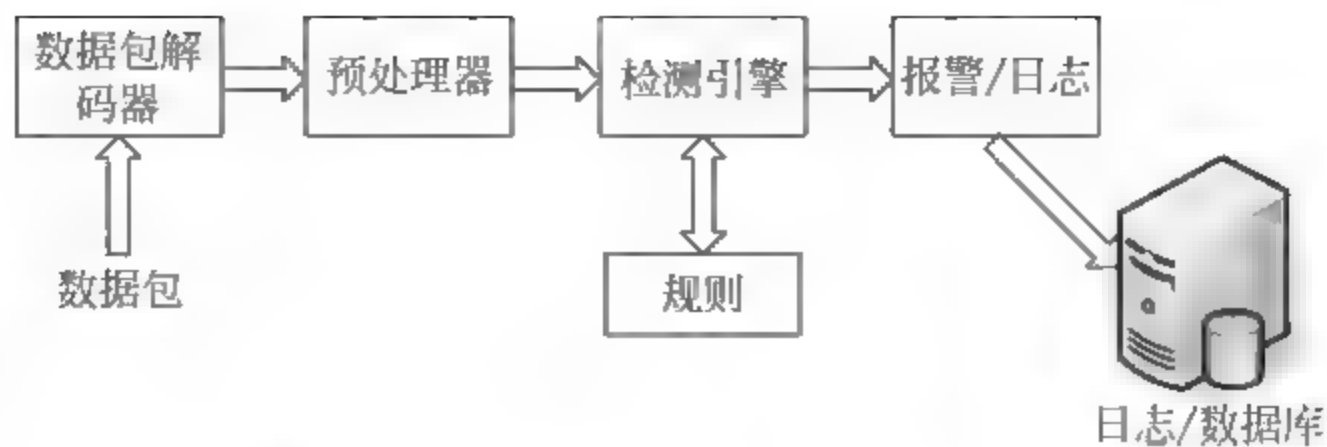 数据包解
码器
预处理器
检测引擎
报警/日志
数据包
规则
日志/数据库